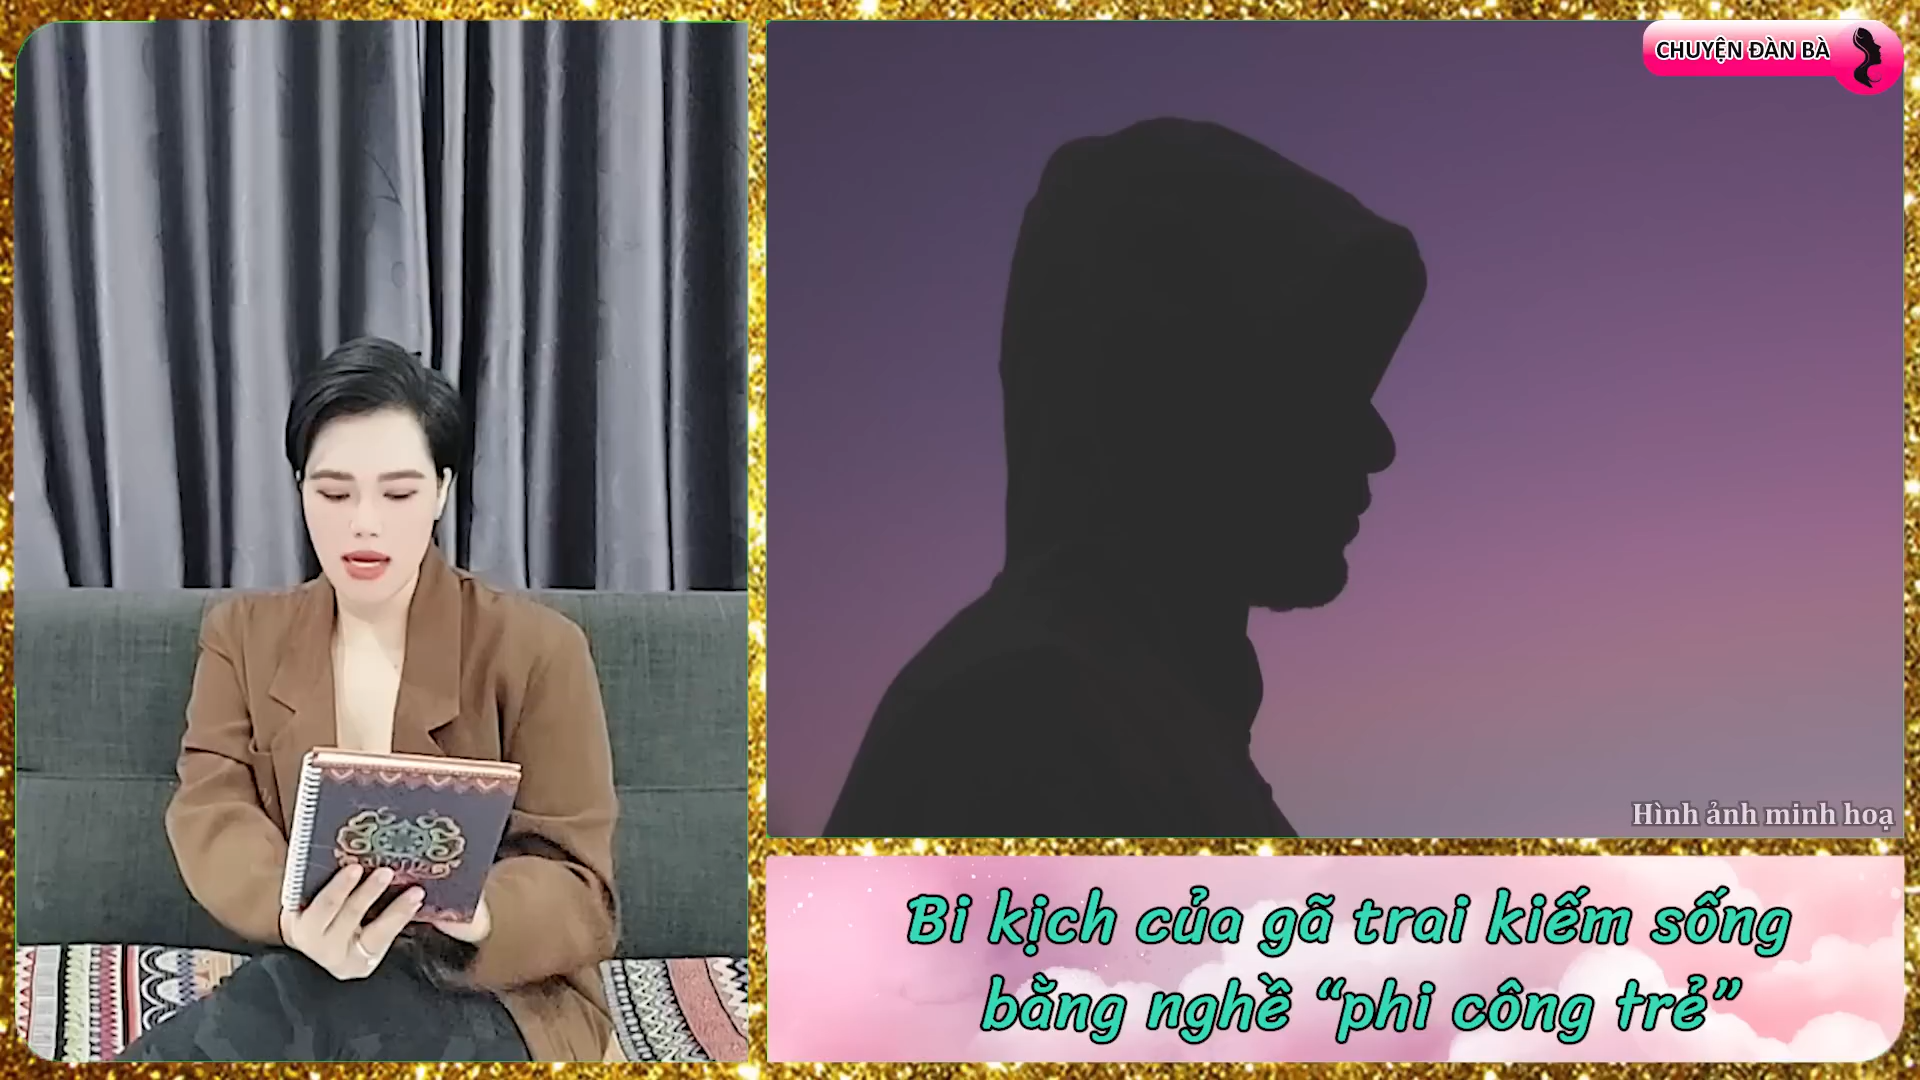 CHUYỆN ĐÀN BÀ
Hình ảnh minh hoạ
Bi kịch của gã trai kiếm sống
bằng nghề “phi công trẻ”